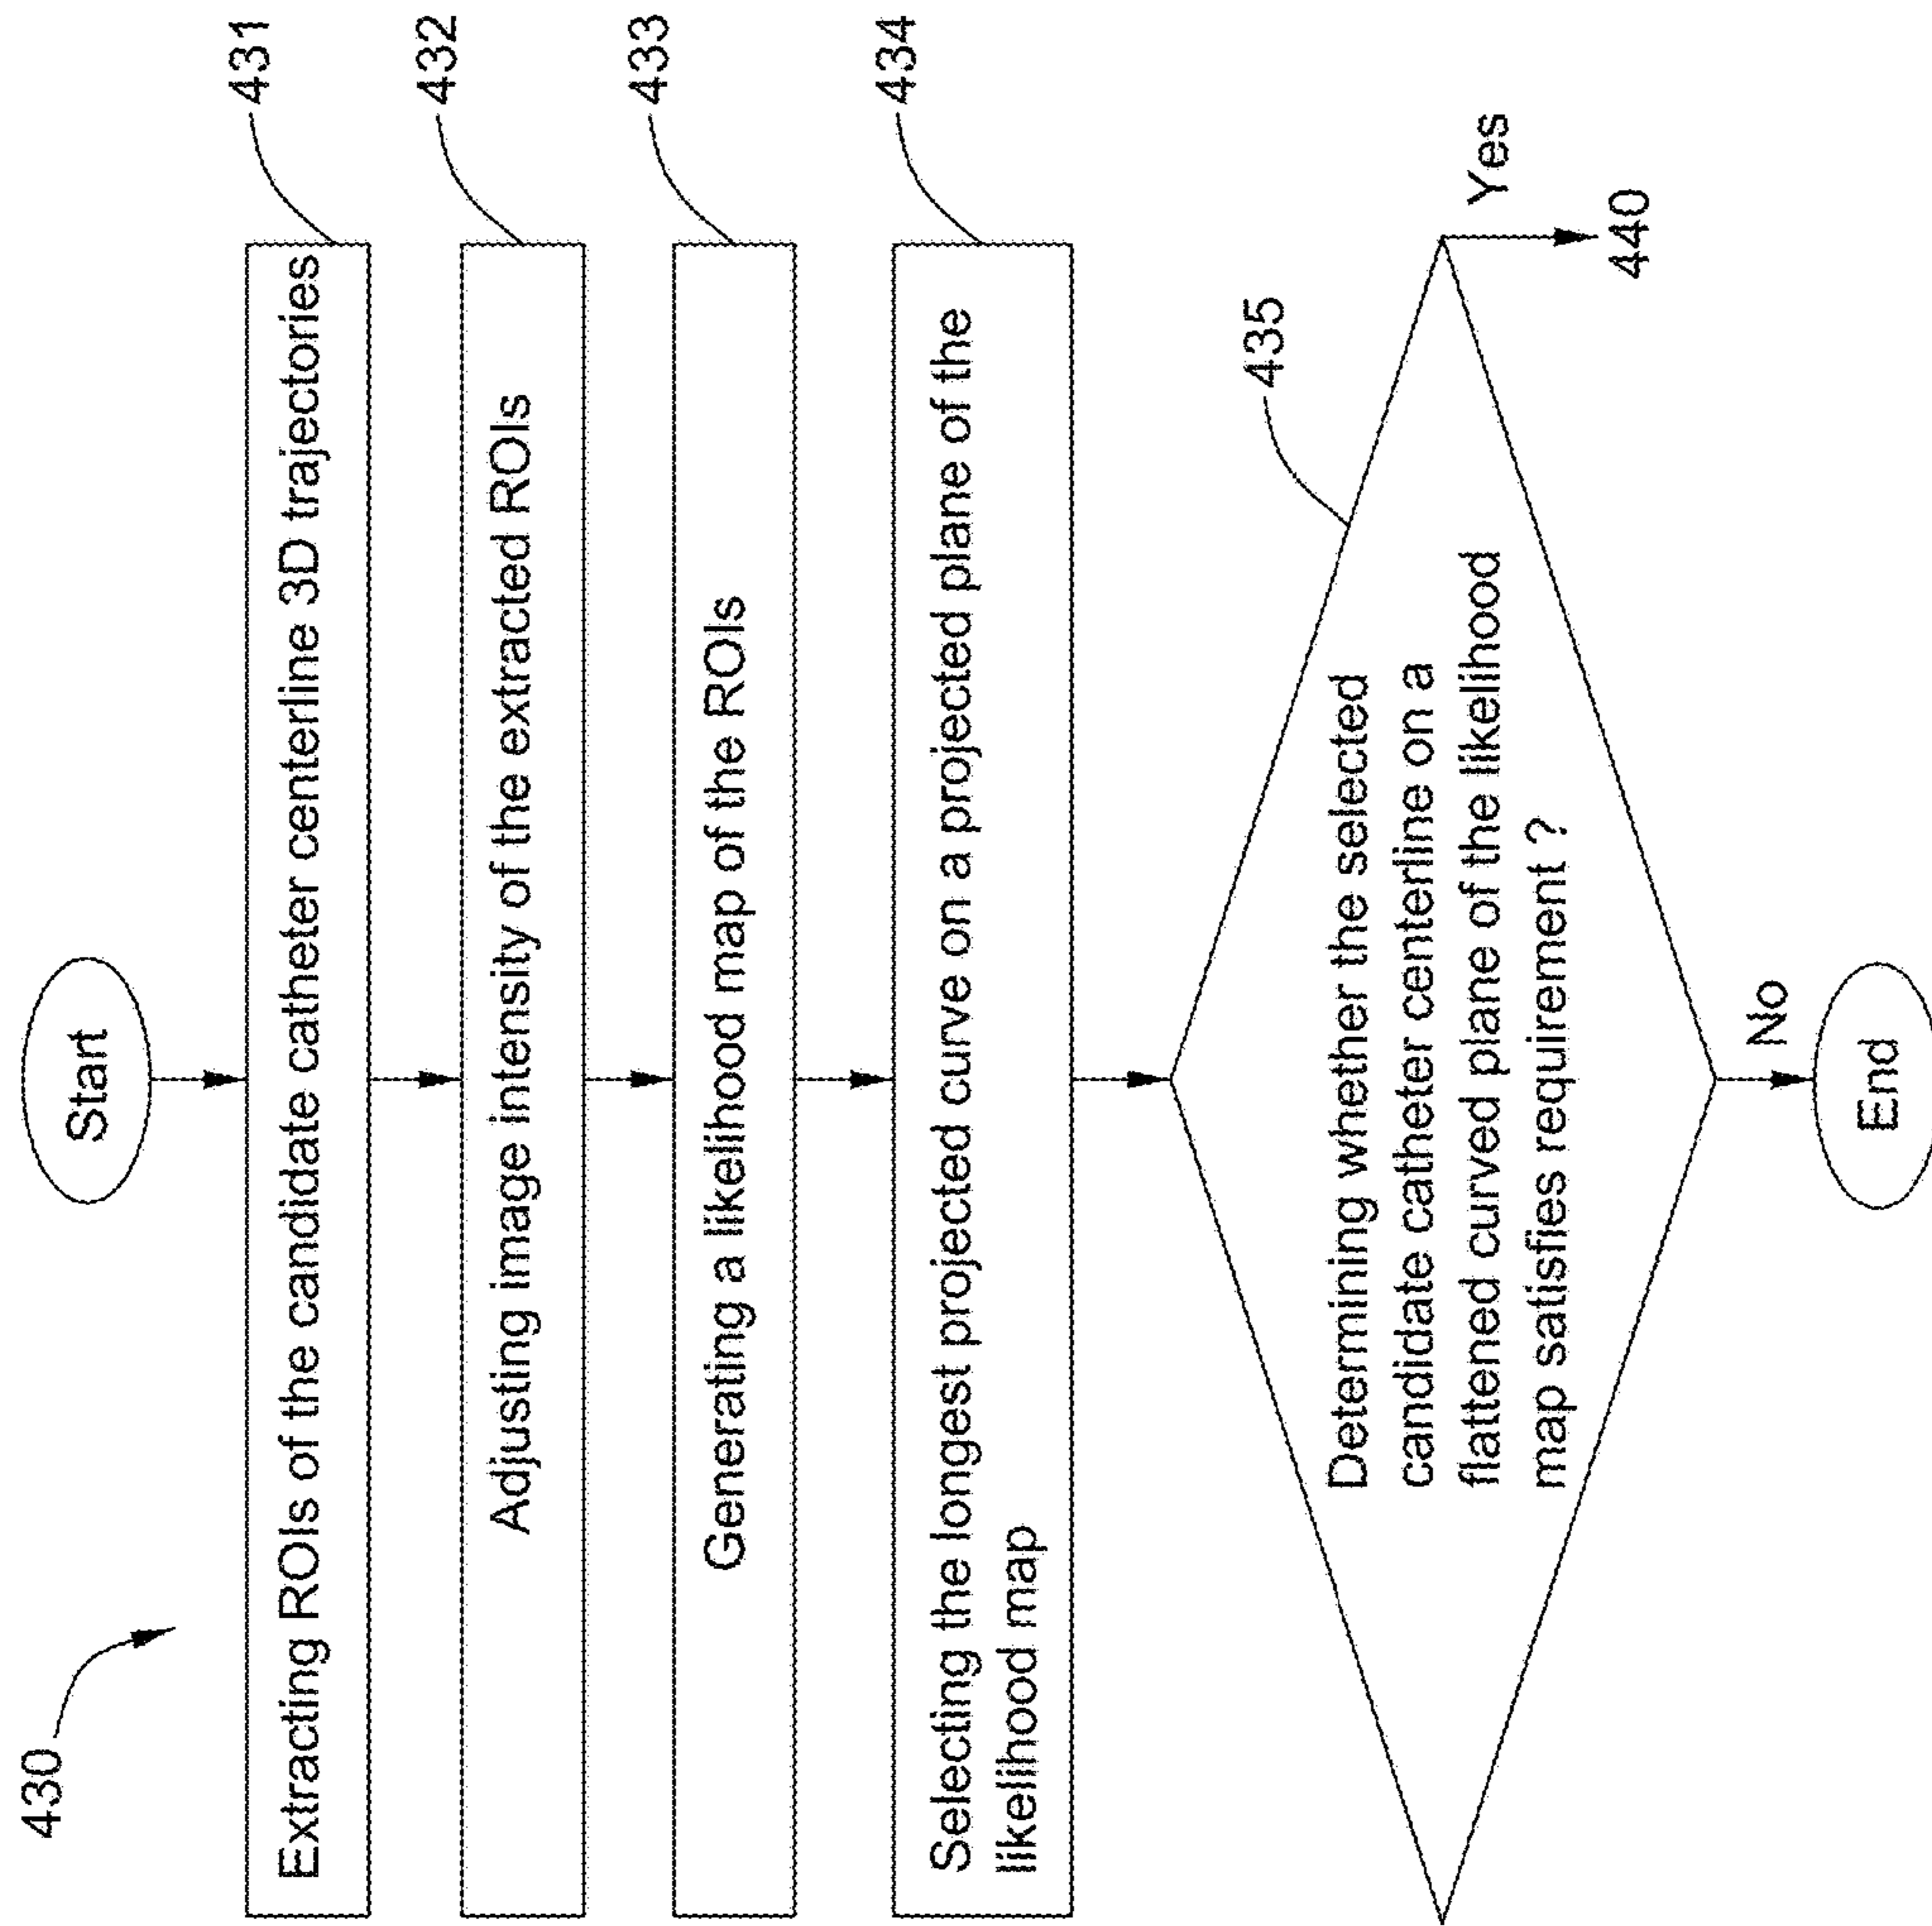 430
Start
Extracting ROIs of the candidate catheter centerline 3D trajectories
431
Adjusting image intensity of the extracted ROIs
432
Generating a likelihood map of the ROIs
433
Selecting the longest projected curve on a projected plane of the
likelihood map
434
Determining whether the selected
candidate catheter centerline on a
flattened curved plane of the likelihood
map satisfies requirement ?
435
Yes
440
No
End